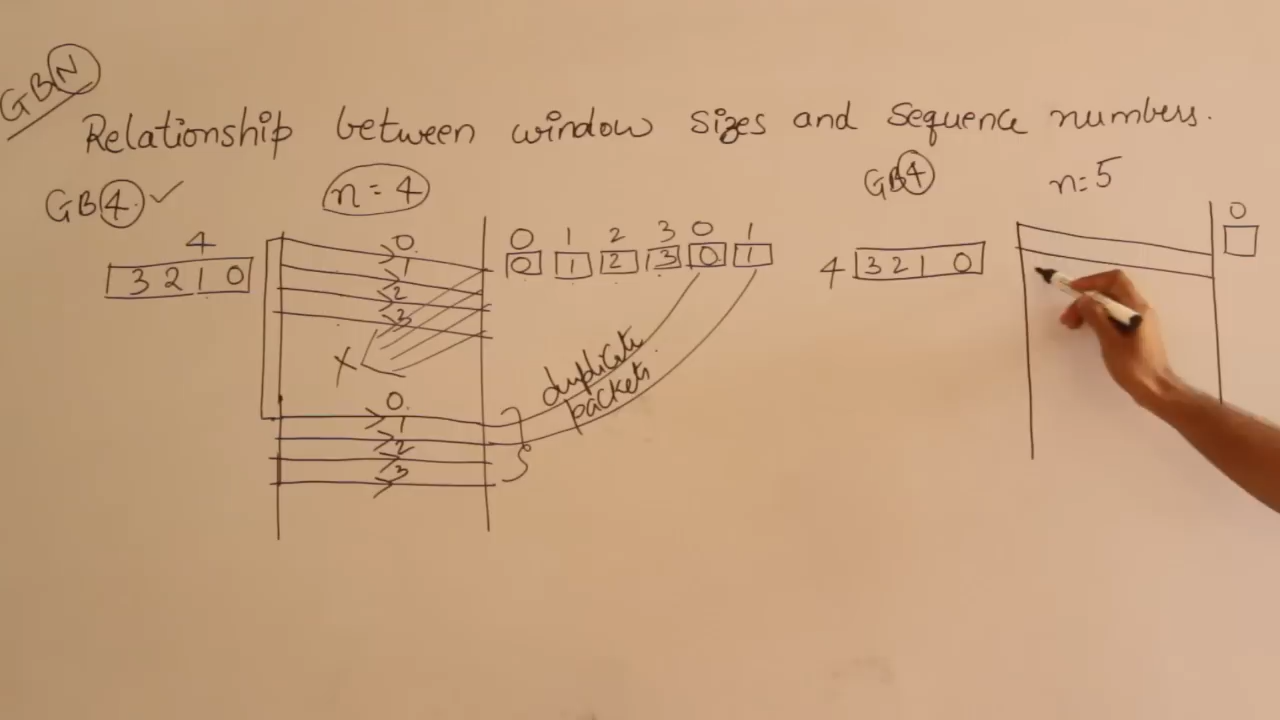 GBN
Relationship between window sizes and sequence numbers.
GB4 ✓
n = 4
4
3 2 1 0
0
1
2
3
X
0
1
2
3
0 1 2 3 0 1
0 1 2 3 0 1
duplicate
packets
GB4
n=5
4 3 2 1 0
0